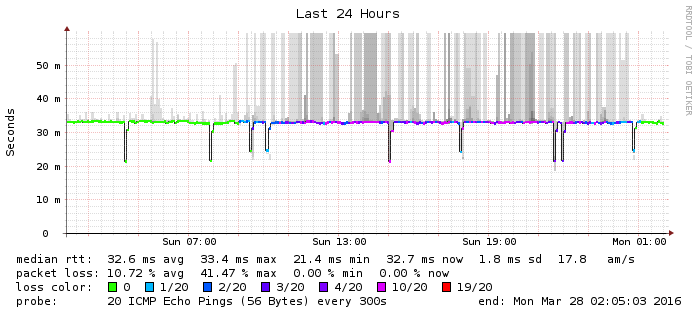 Last 24 Hours
RRDTOOL / TOBI OETIKER
Seconds
50 m
40 m
30 m
20 m
10 m
0
Sun 07:00 Sun 13:00 Sun 19:00 Mon 01:00
median rtt: 32.6 ms avg 33.4 ms max 21.4 ms min 32.7 ms now 1.8 ms sd 17.8 am/s
packet loss: 10.72 % avg 41.47 % max 0.00 % min 0.00 % now
loss color: 0 1/20 2/20 3/20 4/20 10/20 19/20
probe: 20 ICMP Echo Pings (56 Bytes) every 300s end: Mon Mar 28 02:05:03 2016